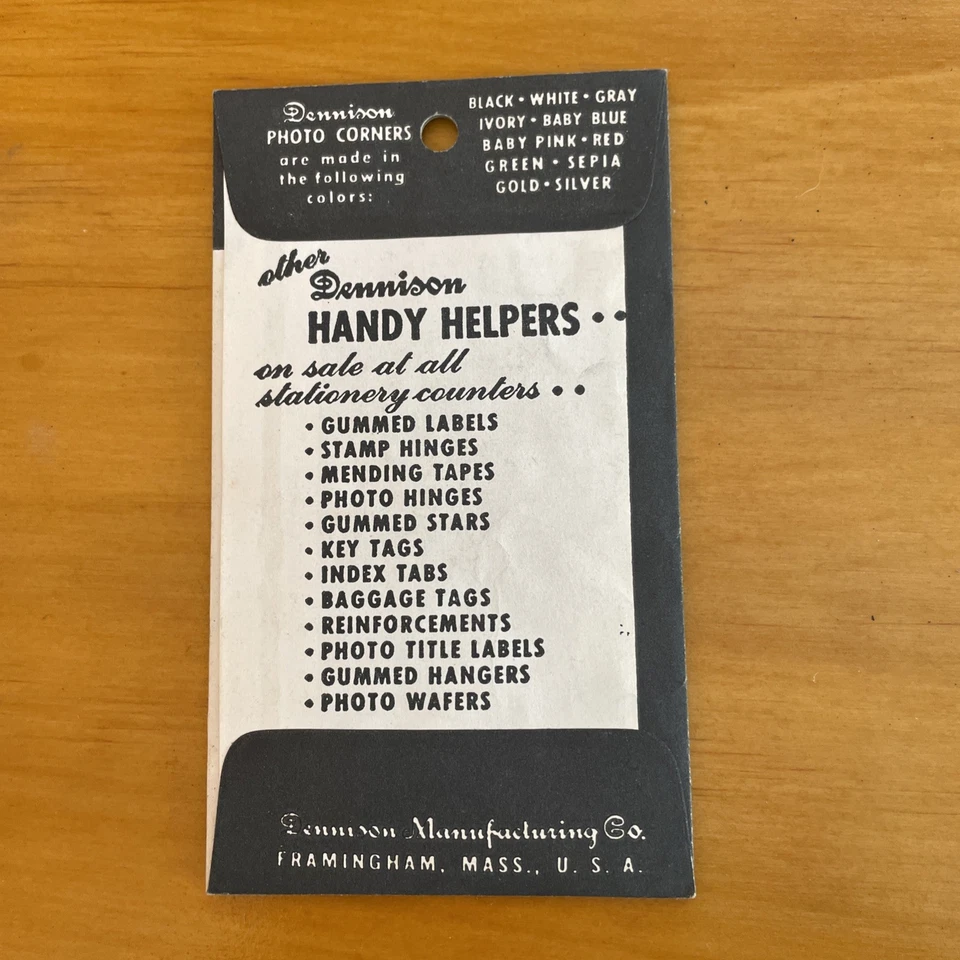 Dennison
PHOTO CORNERS
are made in
the following
colors:
BLACK • WHITE • GRAY
IVORY • BABY BLUE
BABY PINK • RED
GREEN • SEPIA
GOLD • SILVER
other
Dennison
HANDY HELPERS • •
on sale at all
stationery counters • •
• GUMMED LABELS
• STAMP HINGES
• MENDING TAPES
• PHOTO HINGES
• GUMMED STARS
• KEY TAGS
• INDEX TABS
• BAGGAGE TAGS
• REINFORCEMENTS
• PHOTO TITLE LABELS
• GUMMED HANGERS
• PHOTO WAFERS
Dennison Manufacturing Co.
FRAMINGHAM, MASS., U. S. A.